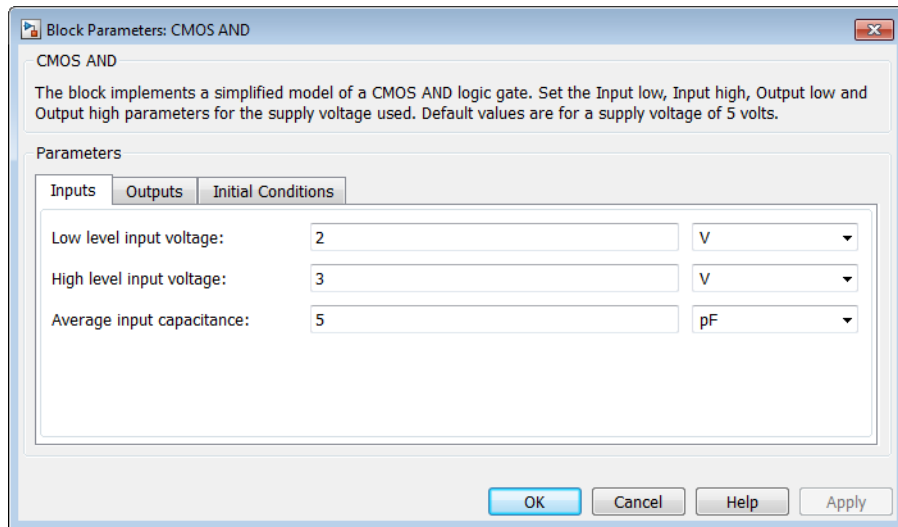 Block Parameters: CMOS AND
CMOS AND
The block implements a simplified model of a CMOS AND logic gate. Set the Input low, Input high, Output low and
Output high parameters for the supply voltage used. Default values are for a supply voltage of 5 volts.
Parameters
Inputs Outputs Initial Conditions
Low level input voltage: 2 V
High level input voltage: 3 V
Average input capacitance: 5 pF
OK Cancel Help Apply